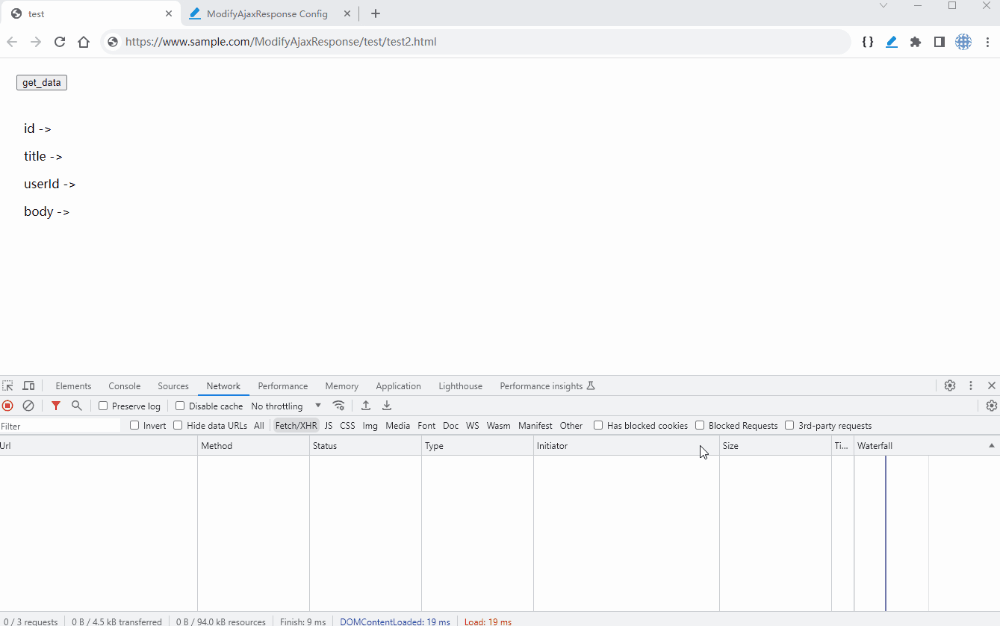 test
ModifyAjaxResponse Config
https://www.sample.com/ModifyAjaxResponse/test/test2.html
get_data
id ->
title ->
userId ->
body ->
Elements Console Sources Network Performance Memory Application Lighthouse Performance insights
Preserve log Disable cache No throttling
Filter Invert Hide data URLs All Fetch/XHR JS CSS Img Media Font Doc WS Wasm Manifest Other Has blocked cookies Blocked Requests 3rd-party requests
Url Method Status Type Initiator Size Ti... Waterfall
0 / 3 requests 0 B / 4.5 kB transferred 0 B / 94.0 kB resources Finish: 9 ms DOMContentLoaded: 19 ms Load: 19 ms